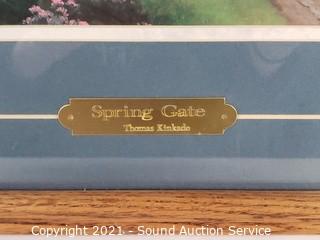 Spring Gate
Thomas Kinkade
Copyright 2021 - Sound Auction Service